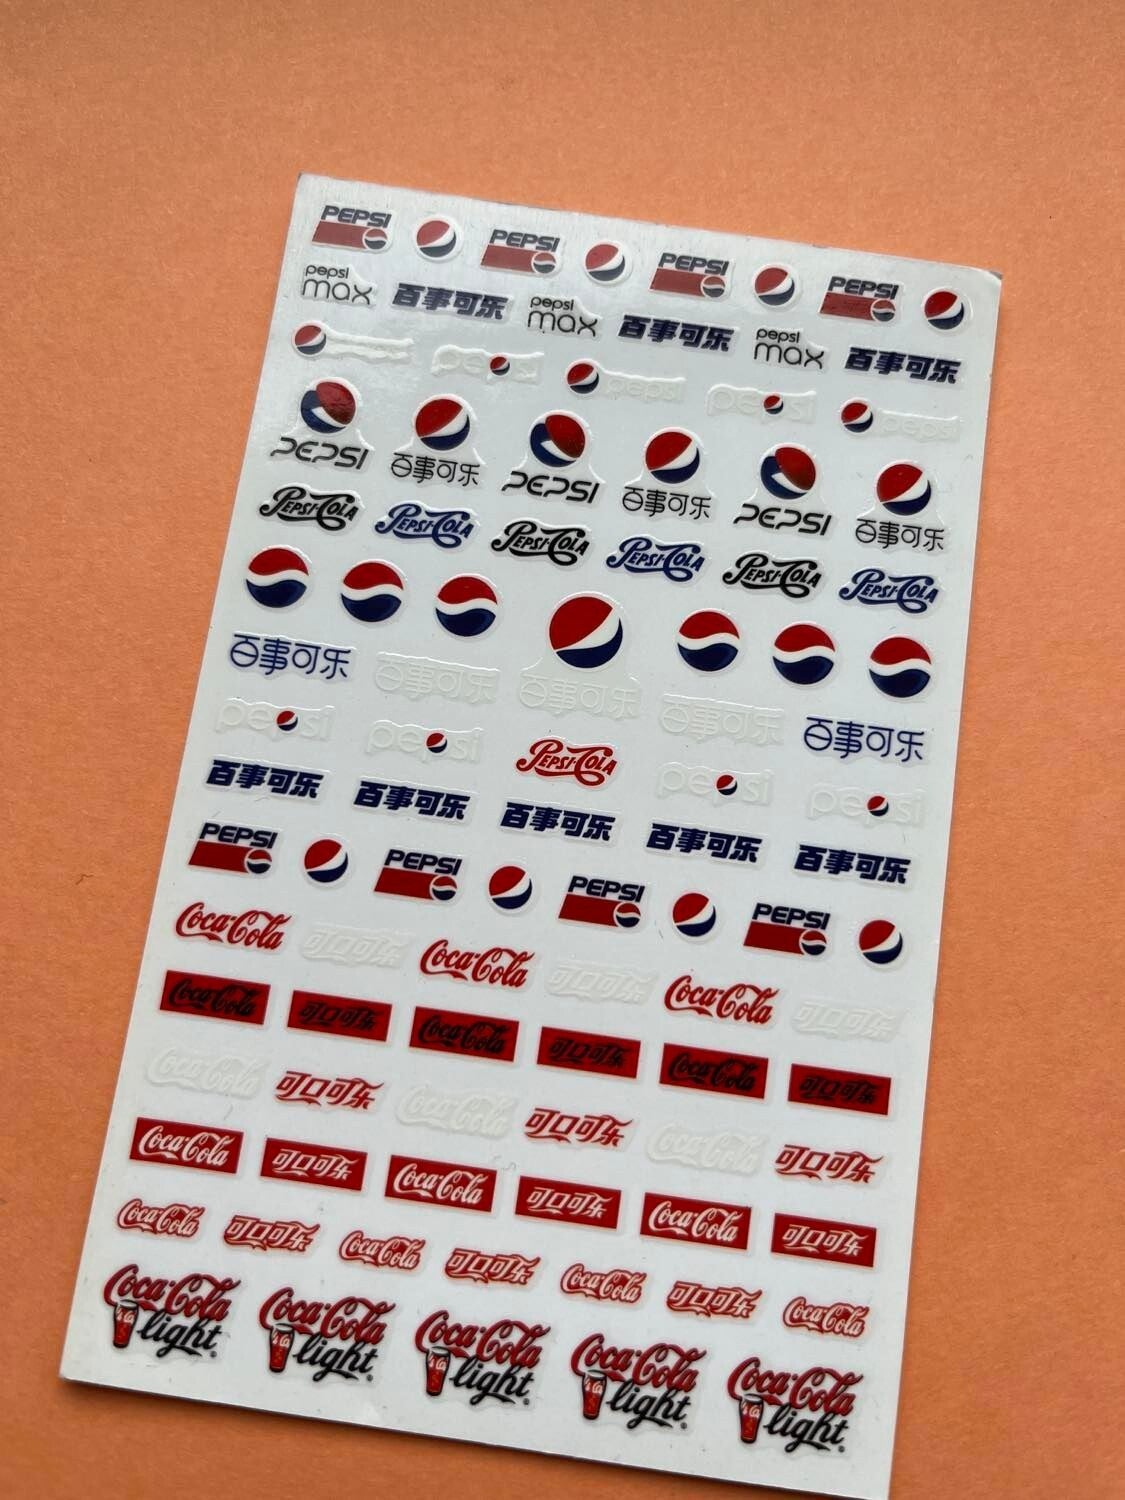 PEPSI PEPSI PEPSI PEPSI
pepsi max 百事可乐 pepsi max 百事可乐 pepsi max 百事可乐
pepsi pepsi pepsi pepsi
PEPSI 百事可乐 PEPSI 百事可乐 PEPSI 百事可乐
PEPSI-COLA PEPSI-COLA PEPSI-COLA PEPSI-COLA PEPSI-COLA PEPSI-COLA
百事可乐 百事可乐 百事可乐 百事可乐 百事可乐
pepsi pepsi PEPSI-COLA pepsi pepsi
百事可乐 百事可乐 百事可乐 百事可乐 百事可乐
PEPSI PEPSI PEPSI PEPSI
Coca-Cola 可口可乐 Coca-Cola 可口可乐 Coca-Cola 可口可乐
Coca-Cola 可口可乐 Coca-Cola 可口可乐 Coca-Cola 可口可乐
Coca-Cola 可口可乐 Coca-Cola 可口可乐 Coca-Cola 可口可乐
Coca-Cola 可口可乐 Coca-Cola 可口可乐 Coca-Cola 可口可乐
Coca-Cola 可口可乐 Coca-Cola 可口可乐 Coca-Cola 可口可乐 Coca-Cola
Coca-Cola Coca-Cola Coca-Cola Coca-Cola Coca-Cola
light light light light light